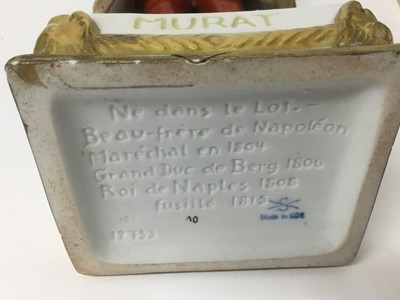 MURAT
Né dans le Lot.-
Beau-frère de Napoléon
Maréchal en 1804
Grand Duc de Berg 1806
Roi de Naples 1808.
fusillé 1815
10
Made in GDR
12753